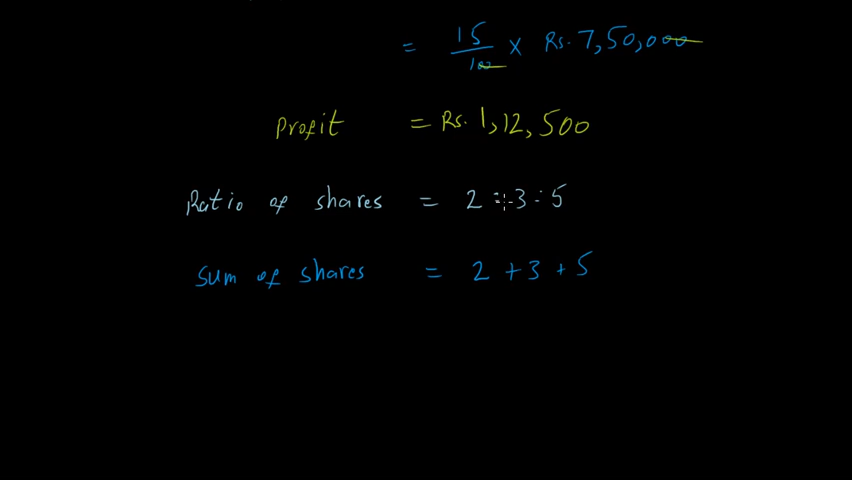 = 15/100 × Rs. 7,50,000
Profit = Rs. 1,12,500
Ratio of shares = 2 : 3 : 5
Sum of shares = 2 + 3 + 5